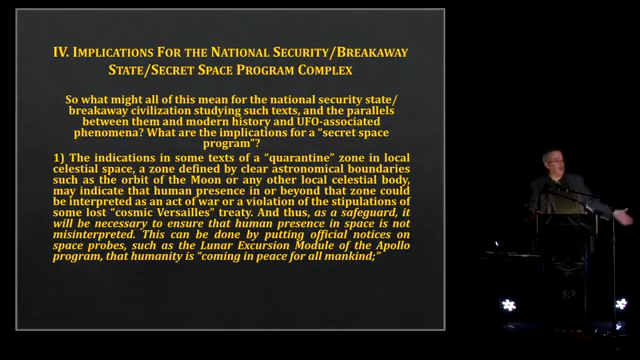 IV. IMPLICATIONS FOR THE NATIONAL SECURITY/BREAKAWAY
STATE/SECRET SPACE PROGRAM COMPLEX
So what might all of this mean for the national security state/
breakaway civilization studying such texts, and the parallels
between them and modern history and UFO-associated
phenomena? What are the implications for a “secret space
program”?
1) The indications in some texts of a “quarantine” zone in local
celestial space, a zone defined by clear astronomical boundaries
such as the orbit of the Moon or any other local celestial body,
may indicate that human presence in or beyond that zone could
be interpreted as an act of war or a violation of the stipulations
of some lost “cosmic Versailles” treaty. And thus, as a safeguard, it
will be necessary to ensure that human presence in space is not
misinterpreted. This can be done by putting official notices on
space probes, such as the Lunar Excursion Module of the Apollo
program, that humanity is “coming in peace for all mankind;”